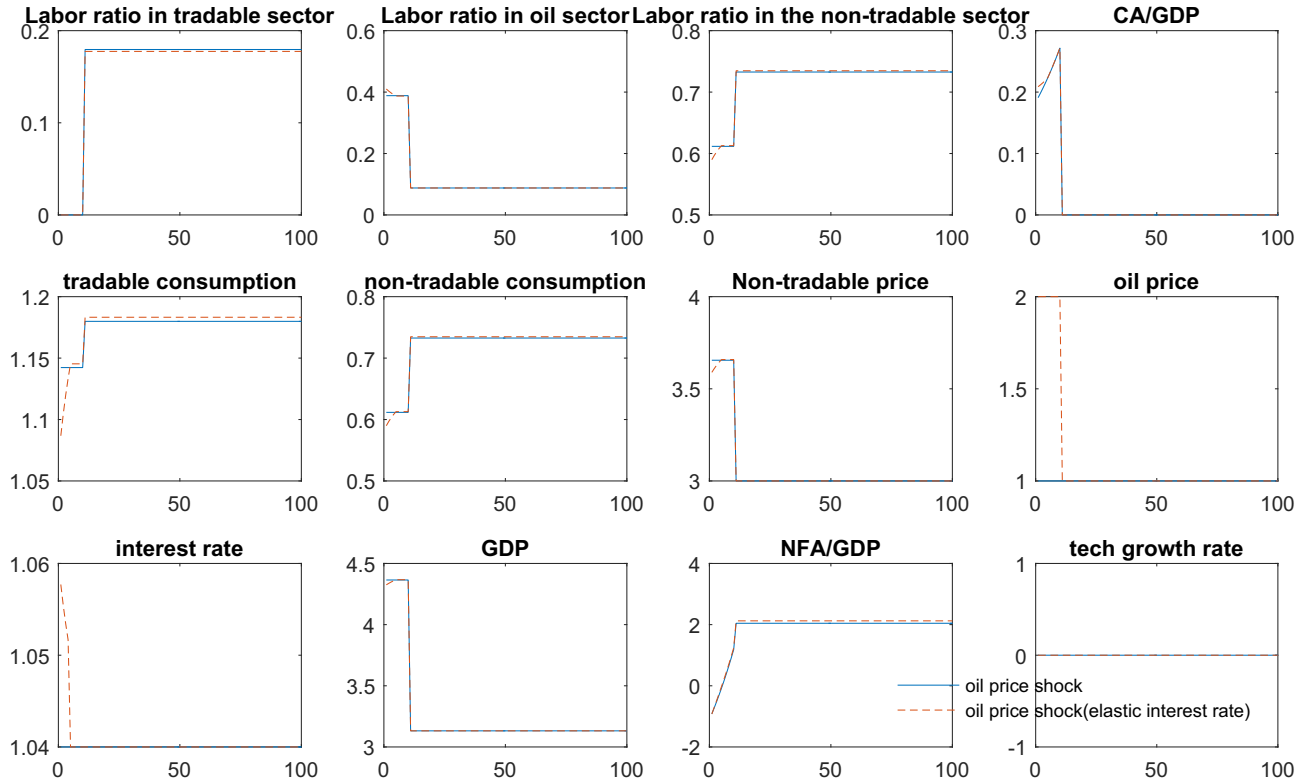 Labor ratio in tradable sector
Labor ratio in oil sector
Labor ratio in the non-tradable sector
CA/GDP
0.2
0.1
0
0 50 100
0.6
0.4
0.2
0
0 50 100
0.8
0.7
0.6
0.5
0 50 100
0.3
0.2
0.1
0
0 50 100
tradable consumption
non-tradable consumption
Non-tradable price
oil price
1.2
1.15
1.1
1.05
0 50 100
0.8
0.7
0.6
0.5
0 50 100
4
3.5
3
0 50 100
2
1.5
1
0 50 100
interest rate
GDP
NFA/GDP
tech growth rate
1.06
1.05
1.04
0 50 100
4.5
4
3.5
3
0 50 100
4
2
0
-2
0 50 100
1
0
-1
0 50 100
oil price shock
oil price shock(elastic interest rate)